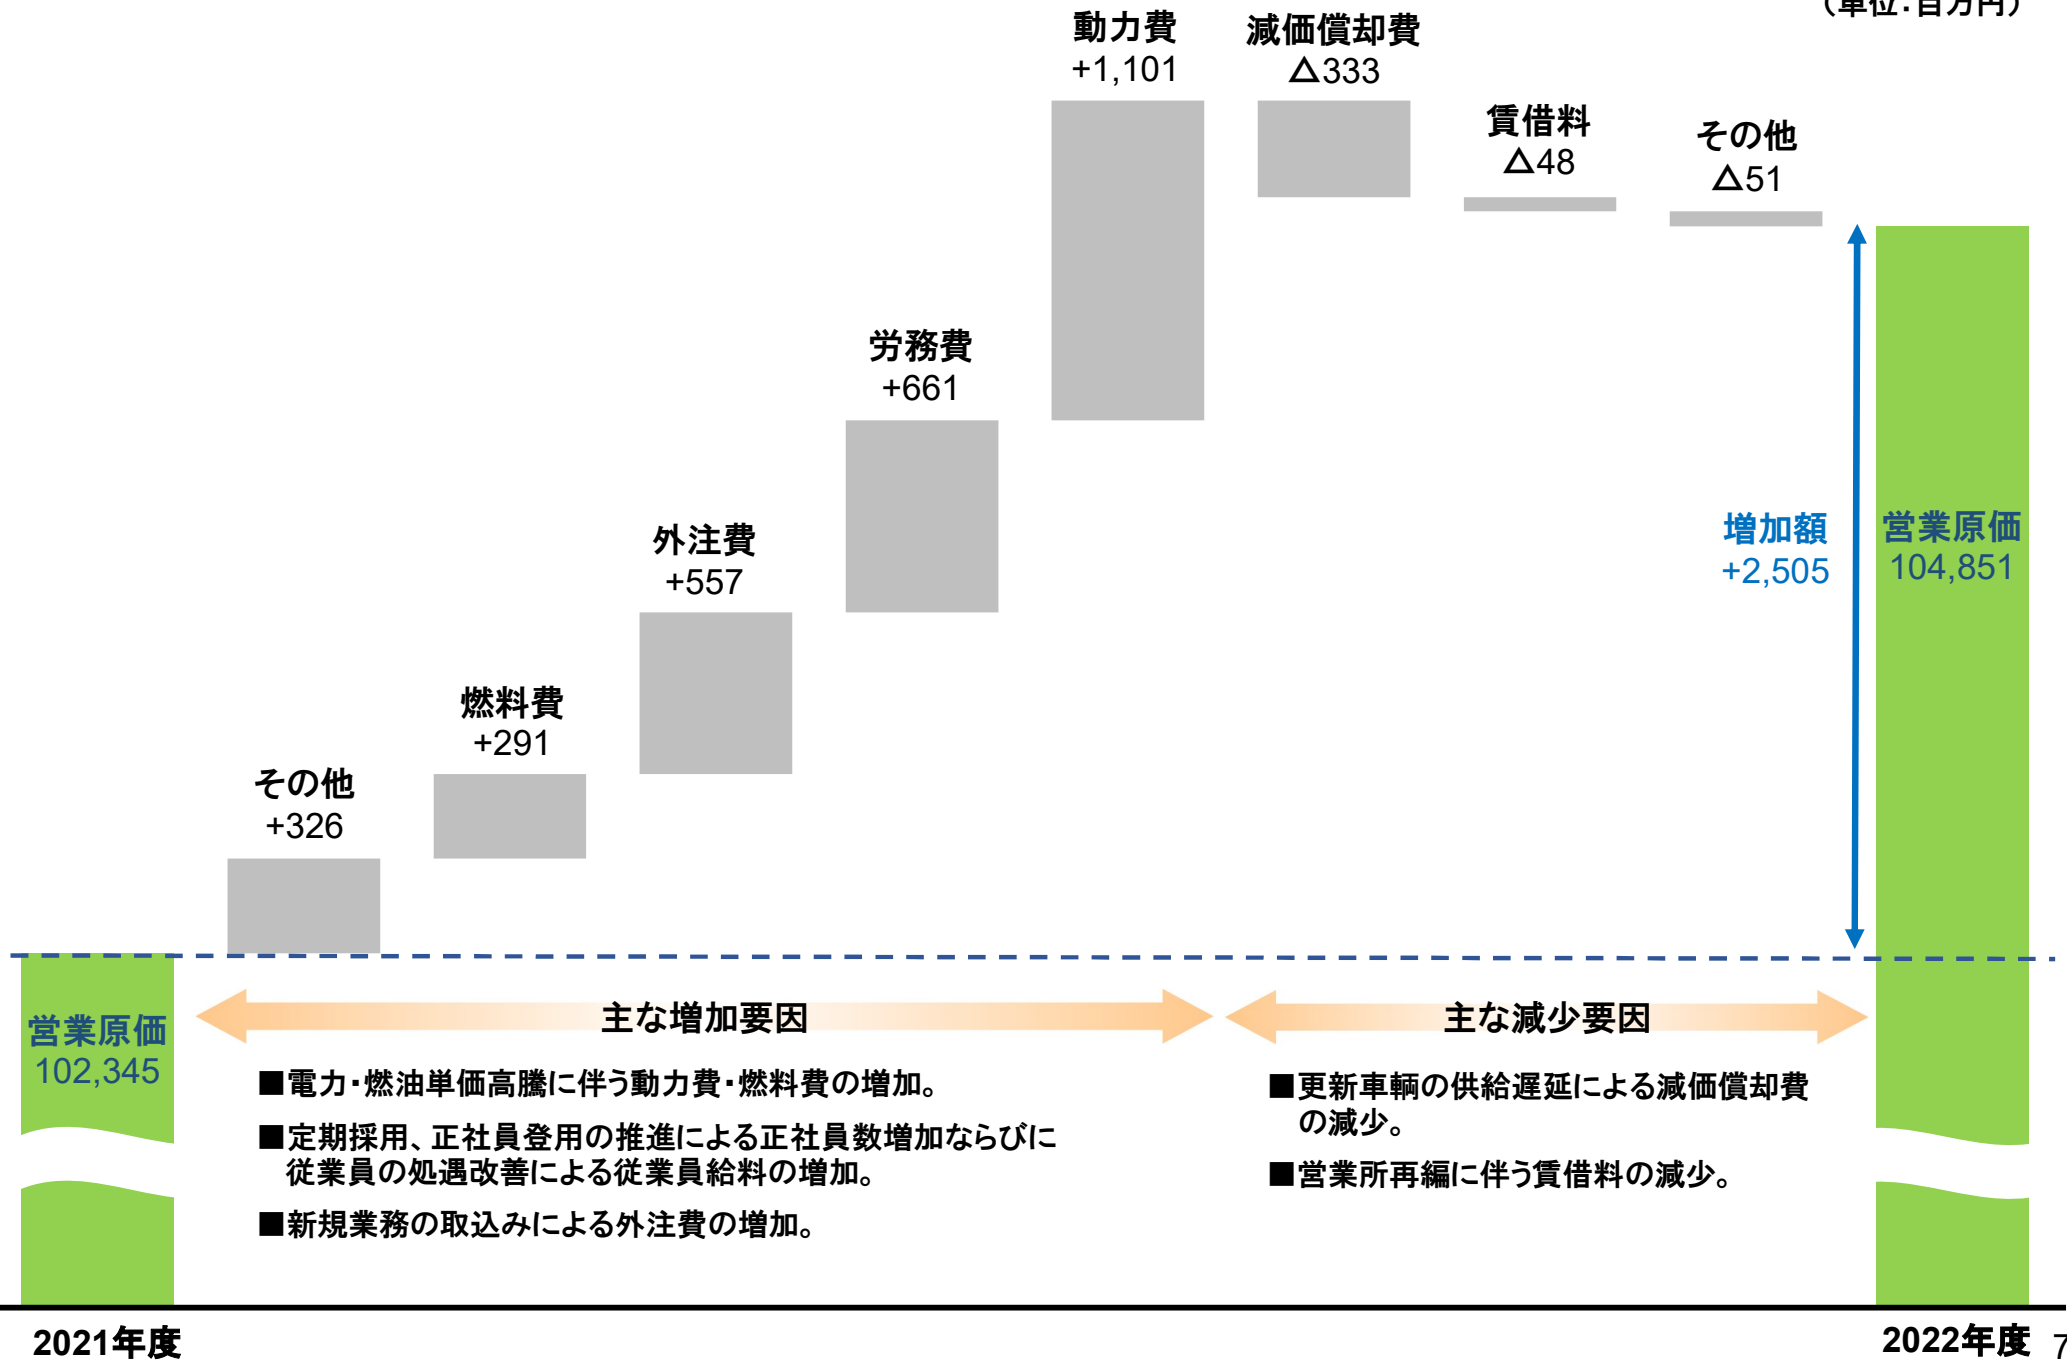 (単位:百万円)
動力費
+1,101
減価償却費
△333
賃借料
△48
その他
△51
労務費
+661
外注費
+557
増加額
+2,505
営業原価
104,851
燃料費
+291
その他
+326
営業原価
102,345
主な増加要因
■電力・燃油単価高騰に伴う動力費・燃料費の増加。
■定期採用、正社員登用の推進による正社員数増加ならびに
従業員の処遇改善による従業員給料の増加。
■新規業務の取込みによる外注費の増加。
主な減少要因
■更新車輌の供給遅延による減価償却費
の減少。
■営業所再編に伴う賃借料の減少。
2021年度
2022年度
7